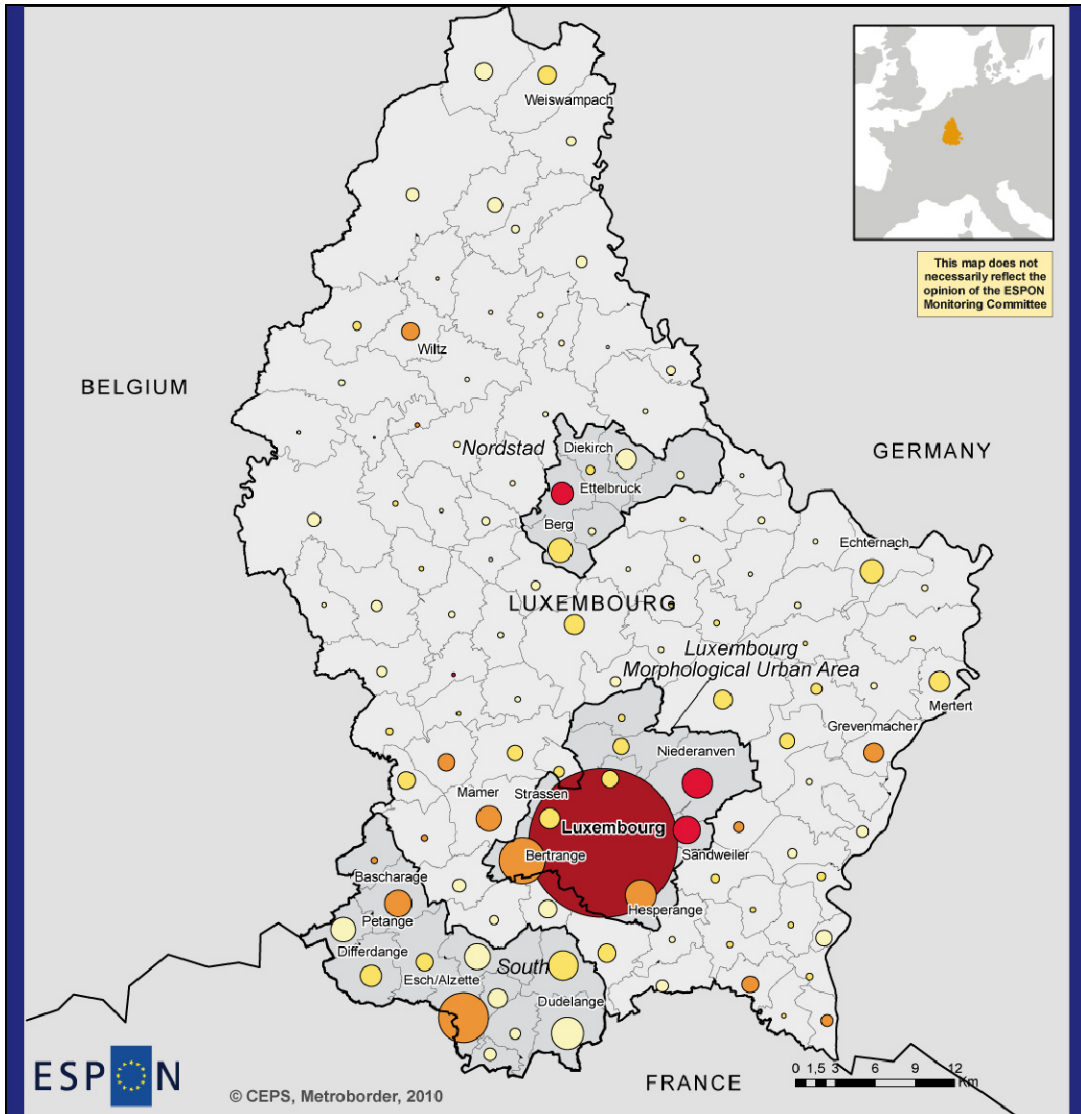 Weiswampach
This map does not
necessarily reflect the
opinion of the ESPON
Monitoring Committee
Wiltz
BELGIUM
Nordstad
Diekirch
GERMANY
Ettelbruck
Berg
Echternach
LUXEMBOURG
Luxembourg
Morphological Urban Area
Mertert
Grevenmacher
Niederanven
Mamer
Strassen
Luxembourg
Bertrange
Sandweiler
Bascharage
Hesperange
Petange
Differdange
South
Esch/Alzette
Dudelange
ESPON
© CEPS, Metroborder, 2010
FRANCE
0 1,5 3 6 9 12
Km